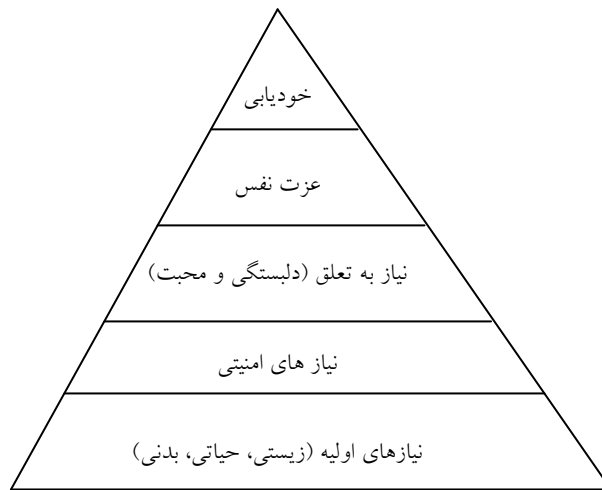 خودیابی
عزت نفس
نیاز به تعلق (دلبستگی و محبت)
نیاز های امنیتی
نیازهای اولیه (زیستی، حیاتی، بدنی)